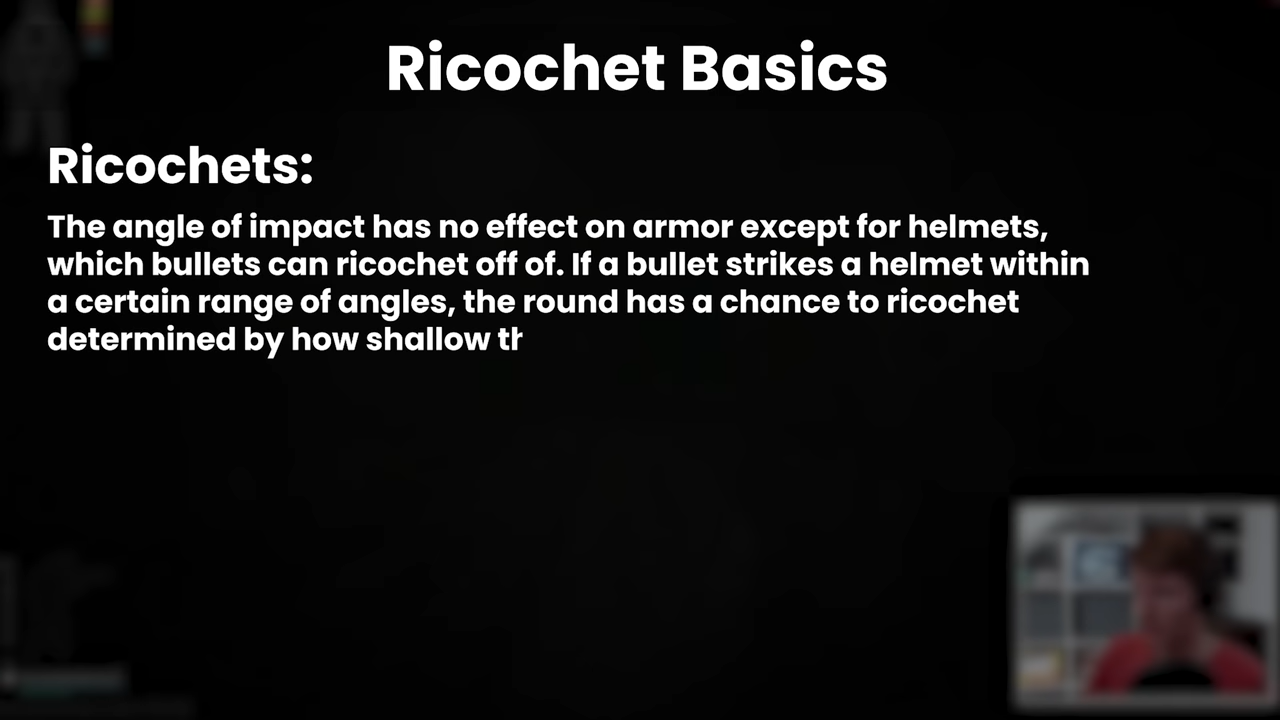 Ricochet Basics
Ricochets:
The angle of impact has no effect on armor except for helmets,
which bullets can ricochet off of. If a bullet strikes a helmet within
a certain range of angles, the round has a chance to ricochet
determined by how shallow th